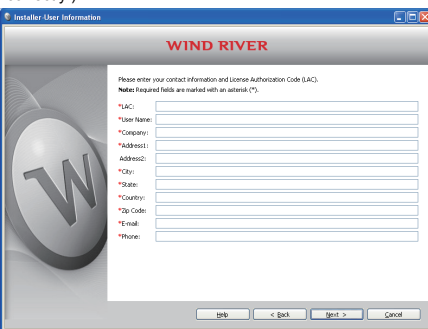 Installer-User Information
WIND RIVER
Please enter your contact information and License Authorization Code (LAC).
Note: Required fields are marked with an asterisk (*).
*LAC:
*User Name:
*Company:
*Address1:
Address2:
*City:
*State:
*Country:
*Zip Code:
*E-mail:
*Phone:
W
Help < Back Next > Cancel